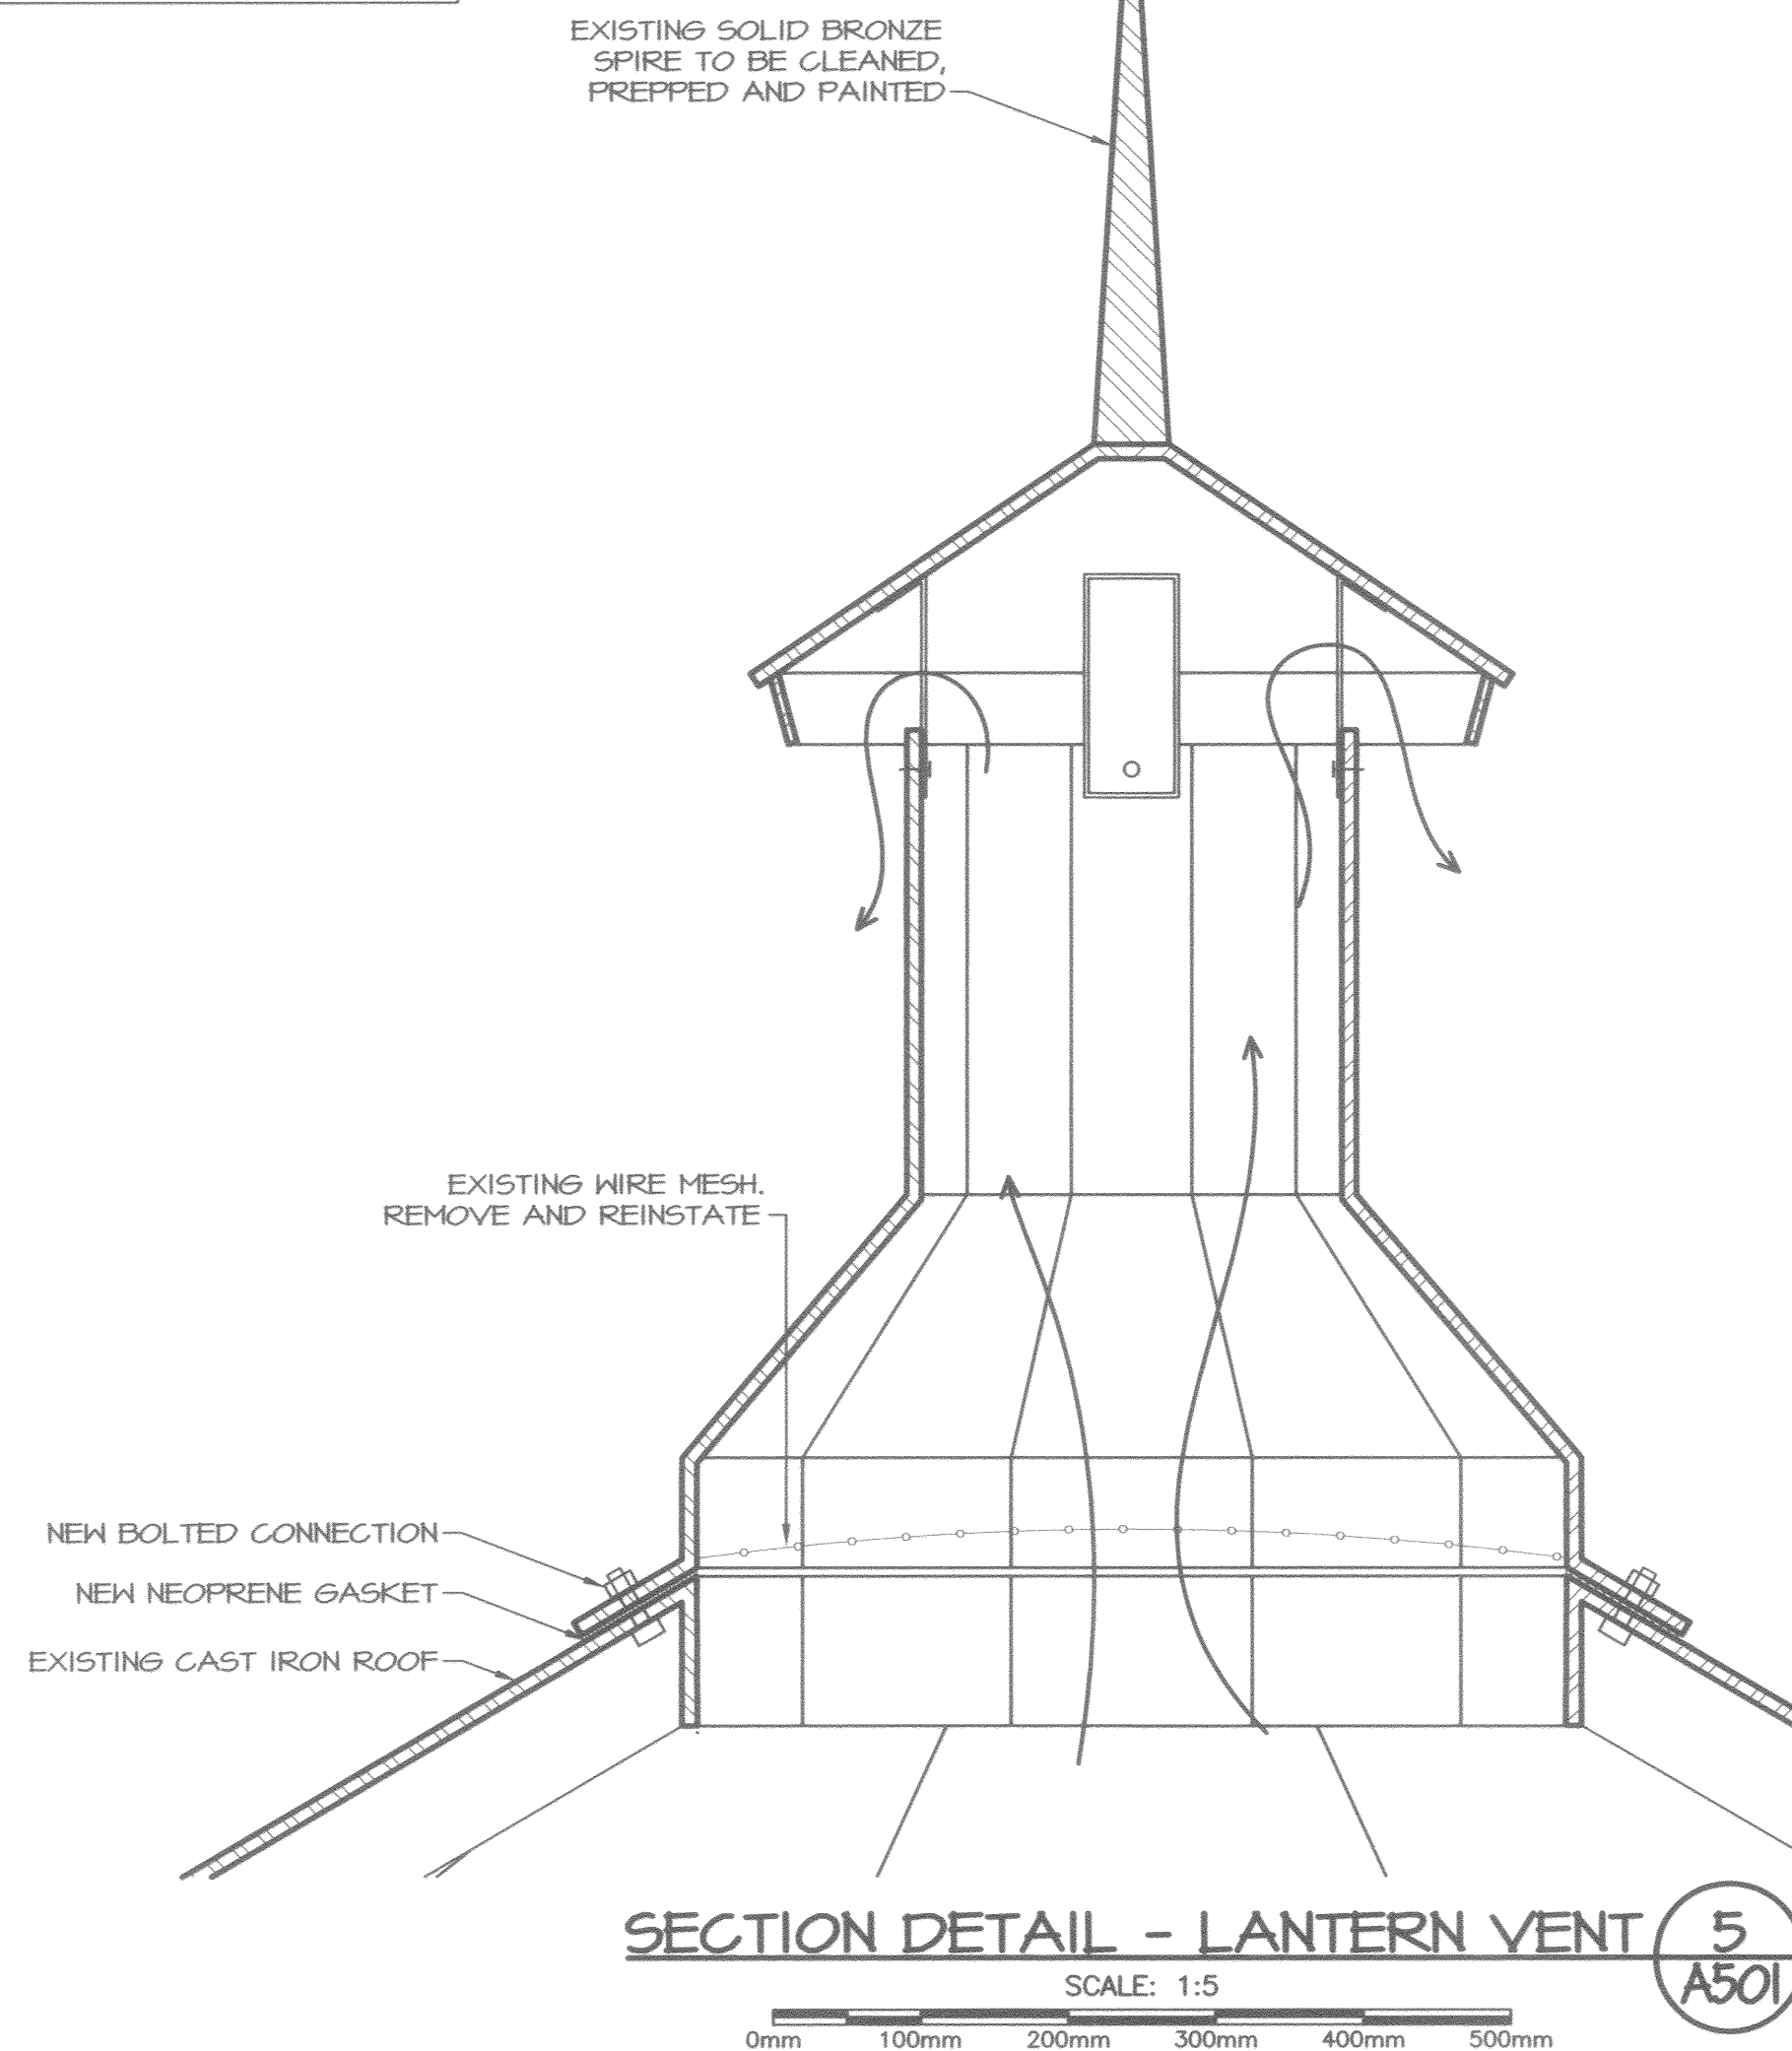 EXISTING SOLID BRONZE
SPIRE TO BE CLEANED,
PREPPED AND PAINTED
EXISTING WIRE MESH.
REMOVE AND REINSTATE
NEW BOLTED CONNECTION
NEW NEOPRENE GASKET
EXISTING CAST IRON ROOF
SECTION DETAIL - LANTERN VENT
5
A501
SCALE: 1:5
0mm 100mm 200mm 300mm 400mm 500mm